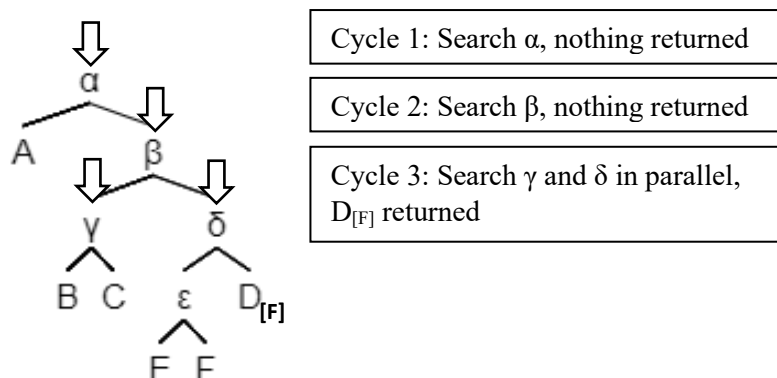 α
A β
γ δ
B C ε D[F]
E F
Cycle 1: Search α, nothing returned
Cycle 2: Search β, nothing returned
Cycle 3: Search γ and δ in parallel,
D[F] returned